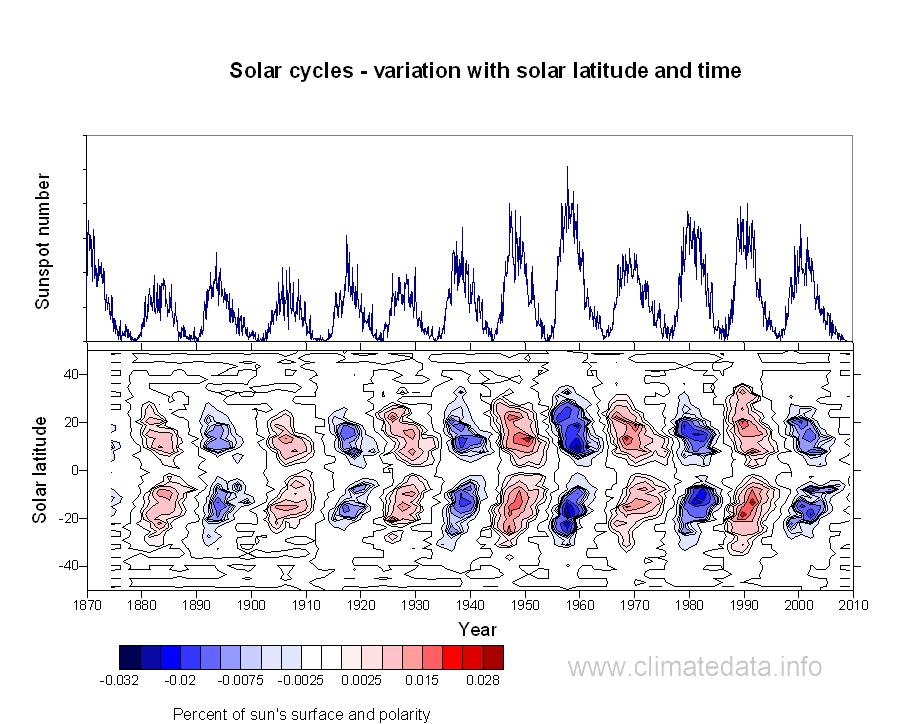 Solar cycles - variation with solar latitude and time
Sunspot number
Solar latitude
40
20
0
-20
-40
1870 1880 1890 1900 1910 1920 1930 1940 1950 1960 1970 1980 1990 2000 2010
Year
-0.032 -0.02 -0.0075 -0.0025 0.0025 0.015 0.028
www.climatedata.info
Percent of sun's surface and polarity